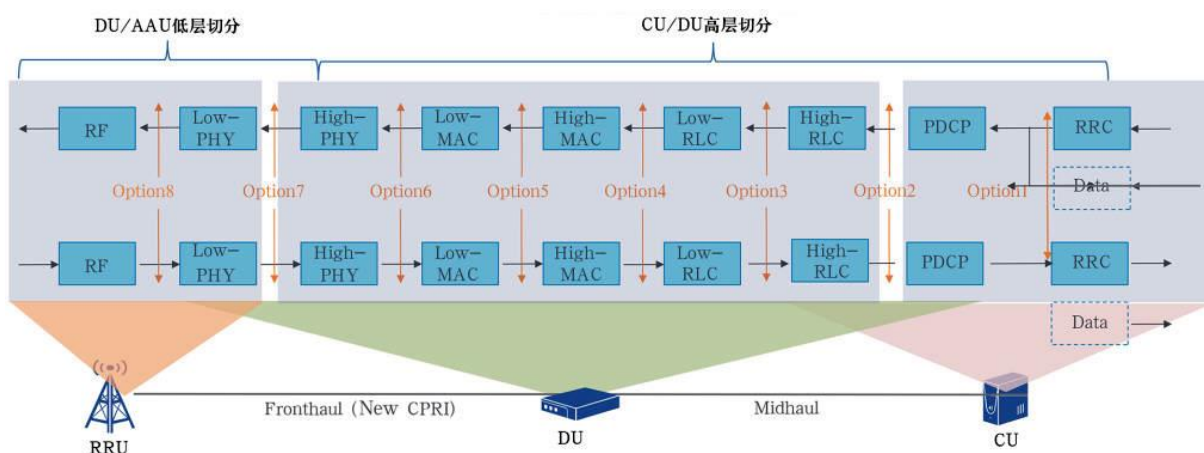 DU/AAU低层切分
CU/DU高层切分
RF
Low-
PHY
High-
PHY
Low-
MAC
High-
MAC
Low-
RLC
High-
RLC
PDCP
RRC
Option8
Option7
Option6
Option5
Option4
Option3
Option2
Option1
Data
RF
Low-
PHY
High-
PHY
Low-
MAC
High-
MAC
Low-
RLC
High-
RLC
PDCP
RRC
Data
Fronthaul (New CPRI)
Midhaul
RRU
DU
CU